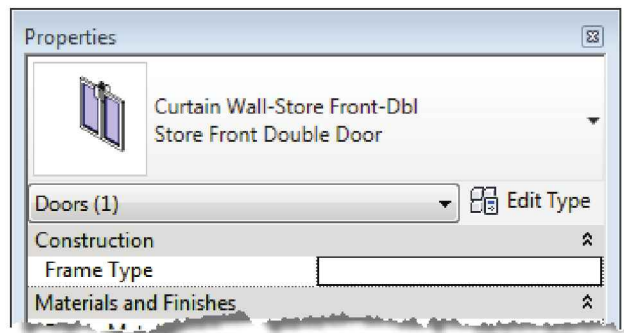 Properties
Curtain Wall-Store Front-Dbl
Store Front Double Door
Doors (1)
Edit Type
Construction
Frame Type
Materials and Finishes